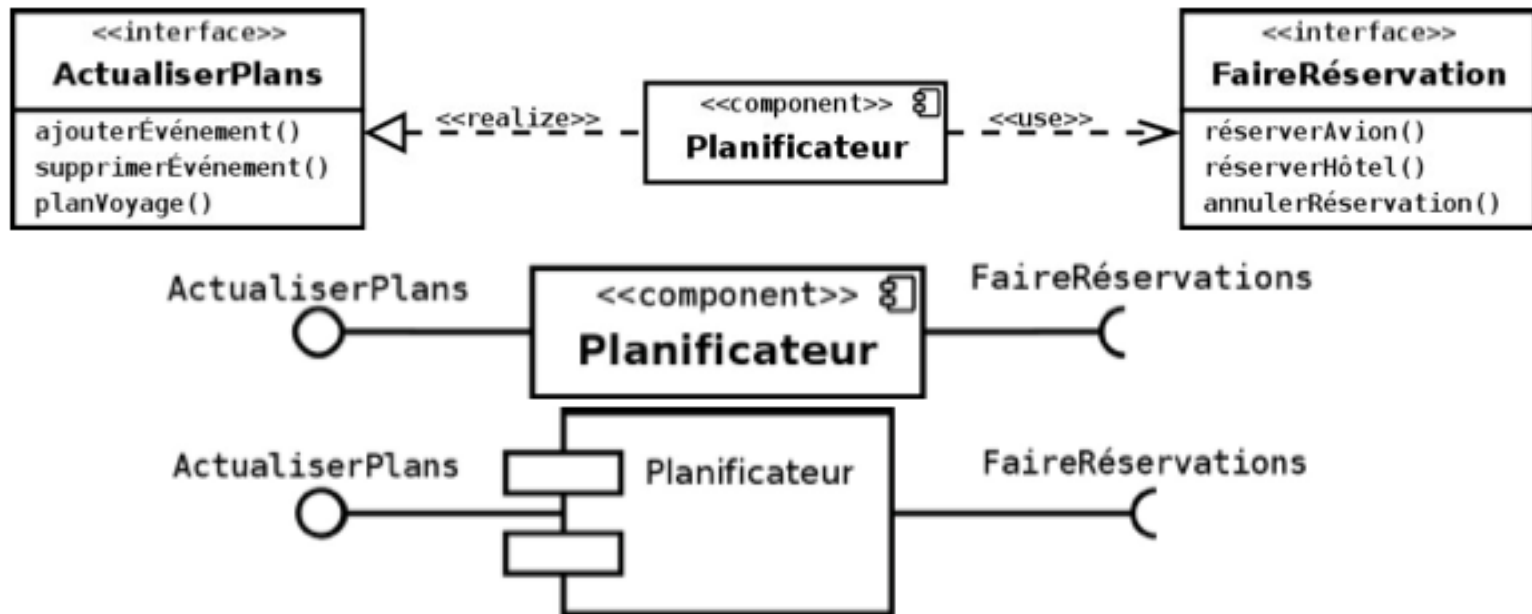 <<interface>>
ActualiserPlans
ajouterÉvénement()
supprimerÉvénement()
planVoyage()
<<realize>>
<<component>>
Planificateur
<<use>>
<<interface>>
FaireRéservation
réserverAvion()
réserverHôtel()
annulerRéservation()
ActualiserPlans
<<component>>
Planificateur
FaireRéservations
ActualiserPlans
Planificateur
FaireRéservations